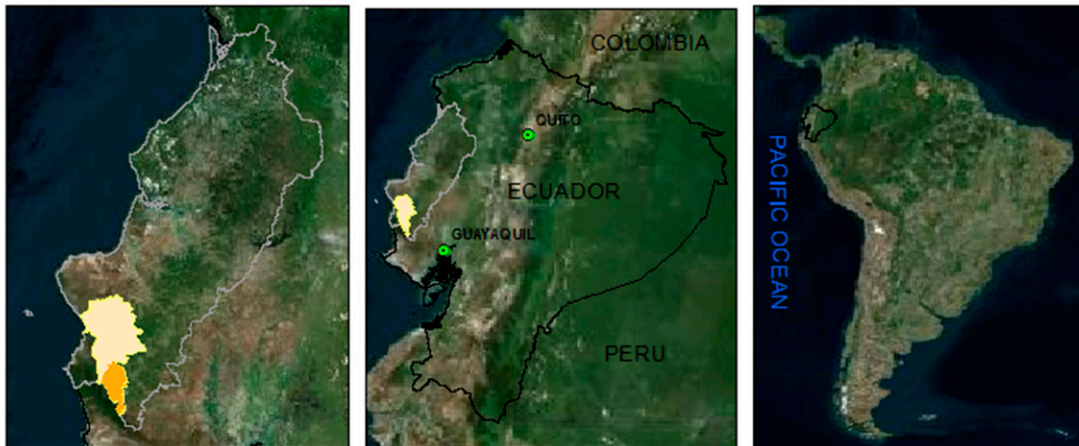 COLOMBIA
QUITO
ECUADOR
GUAYAQUIL
PERU
PACIFIC OCEAN